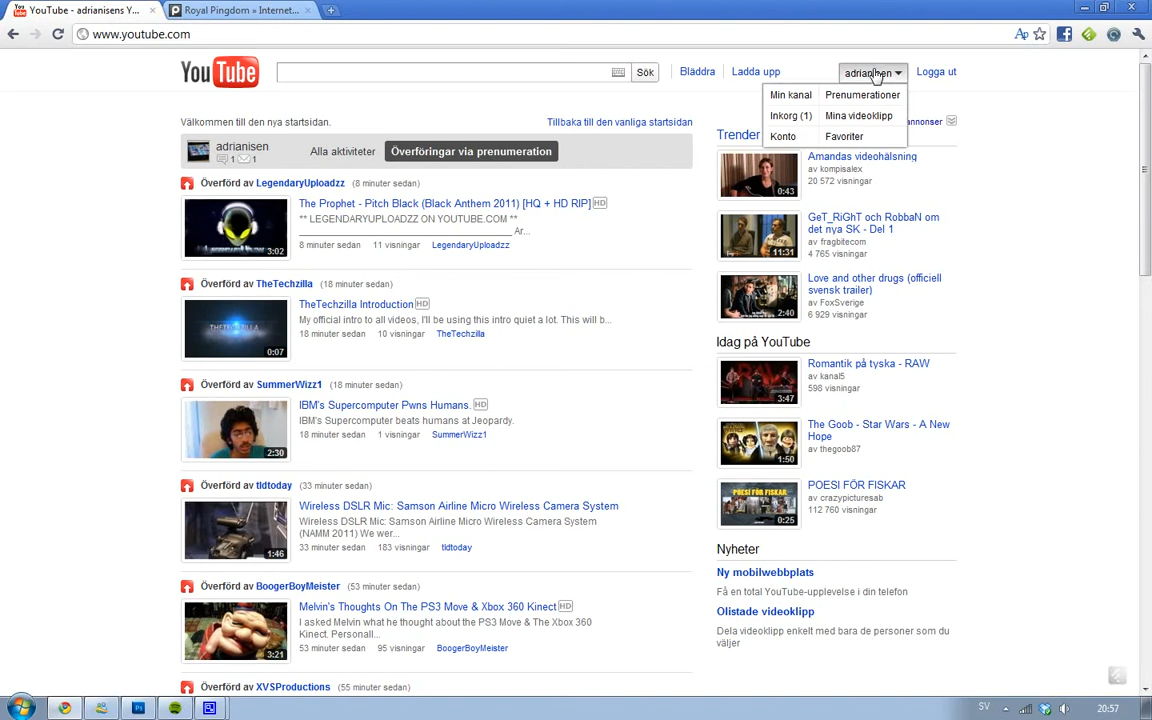 YouTube - adrianisens Y...
Royal Pingdom » Internet...
www.youtube.com
YouTube
Sök
Bläddra
Ladda upp
adrianisen
Logga ut
Min kanal
Prenumerationer
Inkorg (1)
Mina videoklipp
Konto
Favoriter
Välkommen till den nya startsidan.
Tillbaka till den vanliga startsidan
adrianisen
1 1
Alla aktiviteter
Överföringar via prenumeration
Överförd av LegendaryUploadzz (8 minuter sedan)
The Prophet - Pitch Black (Black Anthem 2011) [HQ + HD RIP] HD
** LEGENDARYUPLOADZZ ON YOUTUBE.COM **
Ar...
3:02
8 minuter sedan 11 visningar LegendaryUploadzz
Överförd av TheTechzilla (18 minuter sedan)
TheTechzilla Introduction HD
My official intro to all videos, I'll be using this intro quiet a lot. This will b...
18 minuter sedan 10 visningar TheTechzilla
0:07
Överförd av SummerWizz1 (18 minuter sedan)
IBM's Supercomputer Pwns Humans. HD
IBM's Supercomputer beats humans at Jeopardy.
18 minuter sedan 1 visningar SummerWizz1
2:30
Överförd av tldtoday (33 minuter sedan)
Wireless DSLR Mic: Samson Airline Micro Wireless Camera System
Wireless DSLR Mic: Samson Airline Micro Wireless Camera System
(NAMM 2011) We wer...
33 minuter sedan 183 visningar tldtoday
1:46
Överförd av BoogerBoyMeister (53 minuter sedan)
Melvin's Thoughts On The PS3 Move & Xbox 360 Kinect HD
I asked Melvin what he thought about the PS3 Move & The Xbox 360
Kinect. Personall...
53 minuter sedan 95 visningar BoogerBoyMeister
3:21
Överförd av XVSProductions (55 minuter sedan)
Trender
annonser
Amandas videohälsning
av kompisalex
20 572 visningar
0:43
GeT_RiGhT och RobbaN om
det nya SK - Del 1
av fragbitecom
4 765 visningar
11:31
Love and other drugs (officiell
svensk trailer)
av FoxSverige
6 929 visningar
2:40
Idag på YouTube
Romantik på tyska - RAW
av kanal5
598 visningar
3:47
The Goob - Star Wars - A New
Hope
av thegoob87
1:50
POESI FÖR FISKAR
POESI FÖR FISKAR
av crazypicturesab
112 760 visningar
0:25
Nyheter
Ny mobilwebbplats
Få en total YouTube-upplevelse i din telefon
Olistade videoklipp
Dela videoklipp enkelt med bara de personer som du
väljer
SV
20:57